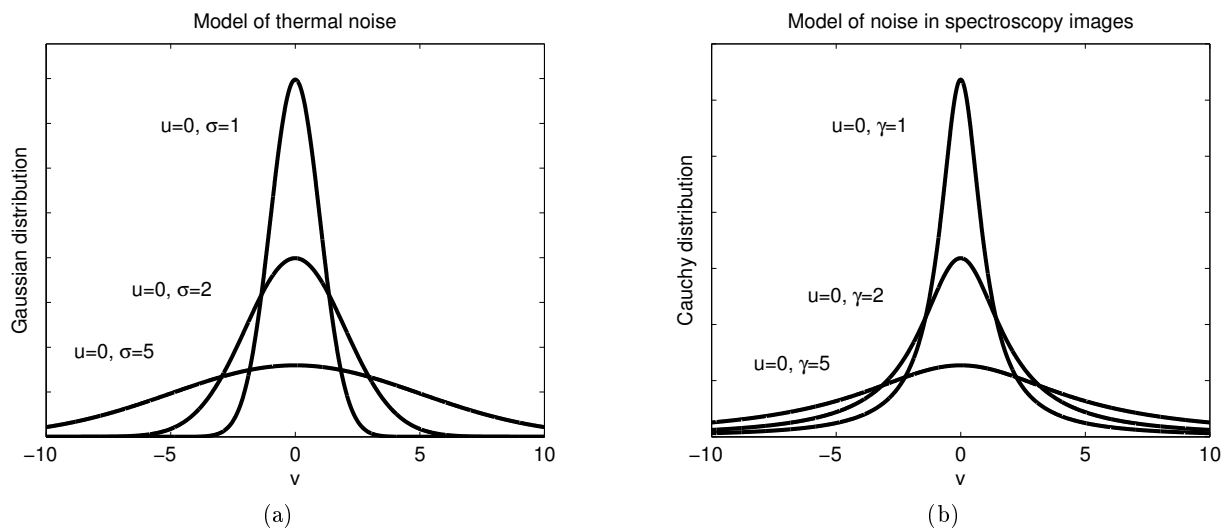 Model of thermal noise
Gaussian distribution
u=0, σ=1
u=0, σ=2
u=0, σ=5
−10
−5
0
5
10
v
(a)
Model of noise in spectroscopy images
Cauchy distribution
u=0, γ=1
u=0, γ=2
u=0, γ=5
−10
−5
0
5
10
v
(b)